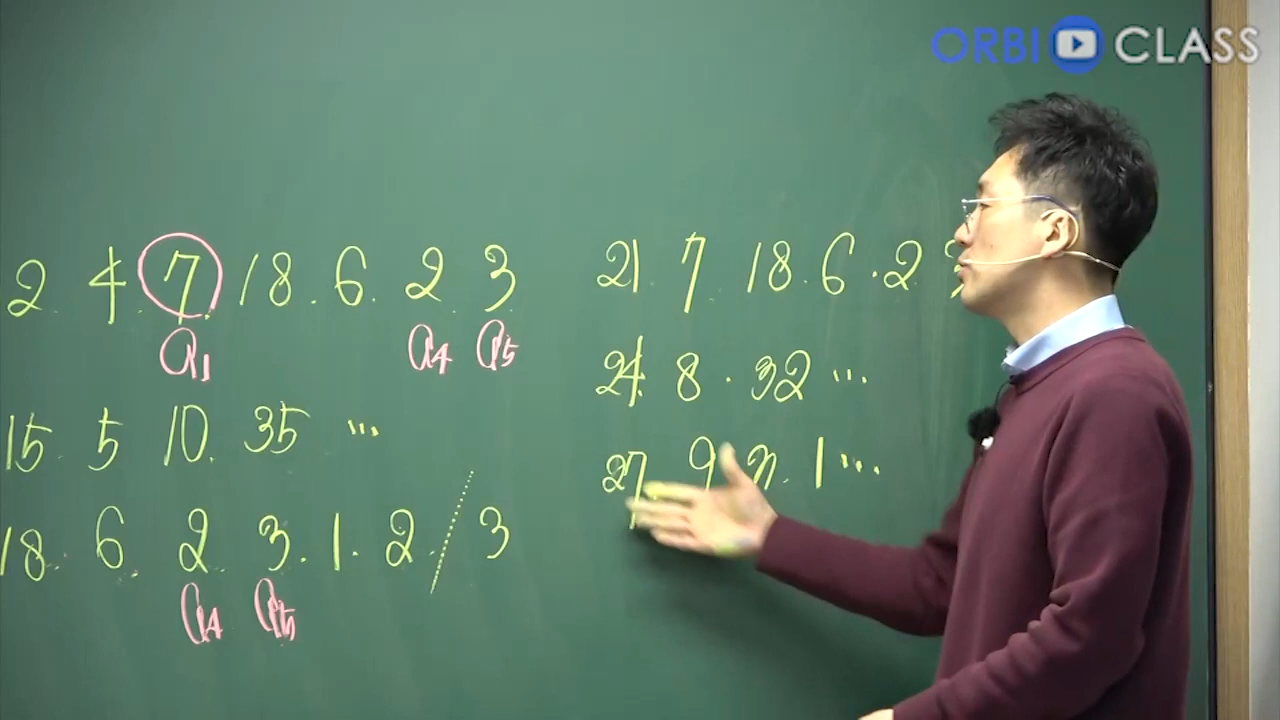 ORBI CLASS
2 4. 7. 18. 6. 2 3
a1 a4 a5
15. 5 10. 35 ...
18. 6. 2 3. 1. 2. 3
a4 a5
21. 7. 18. 6. 2
24. 8. 32 ...
27. 9 1 ...